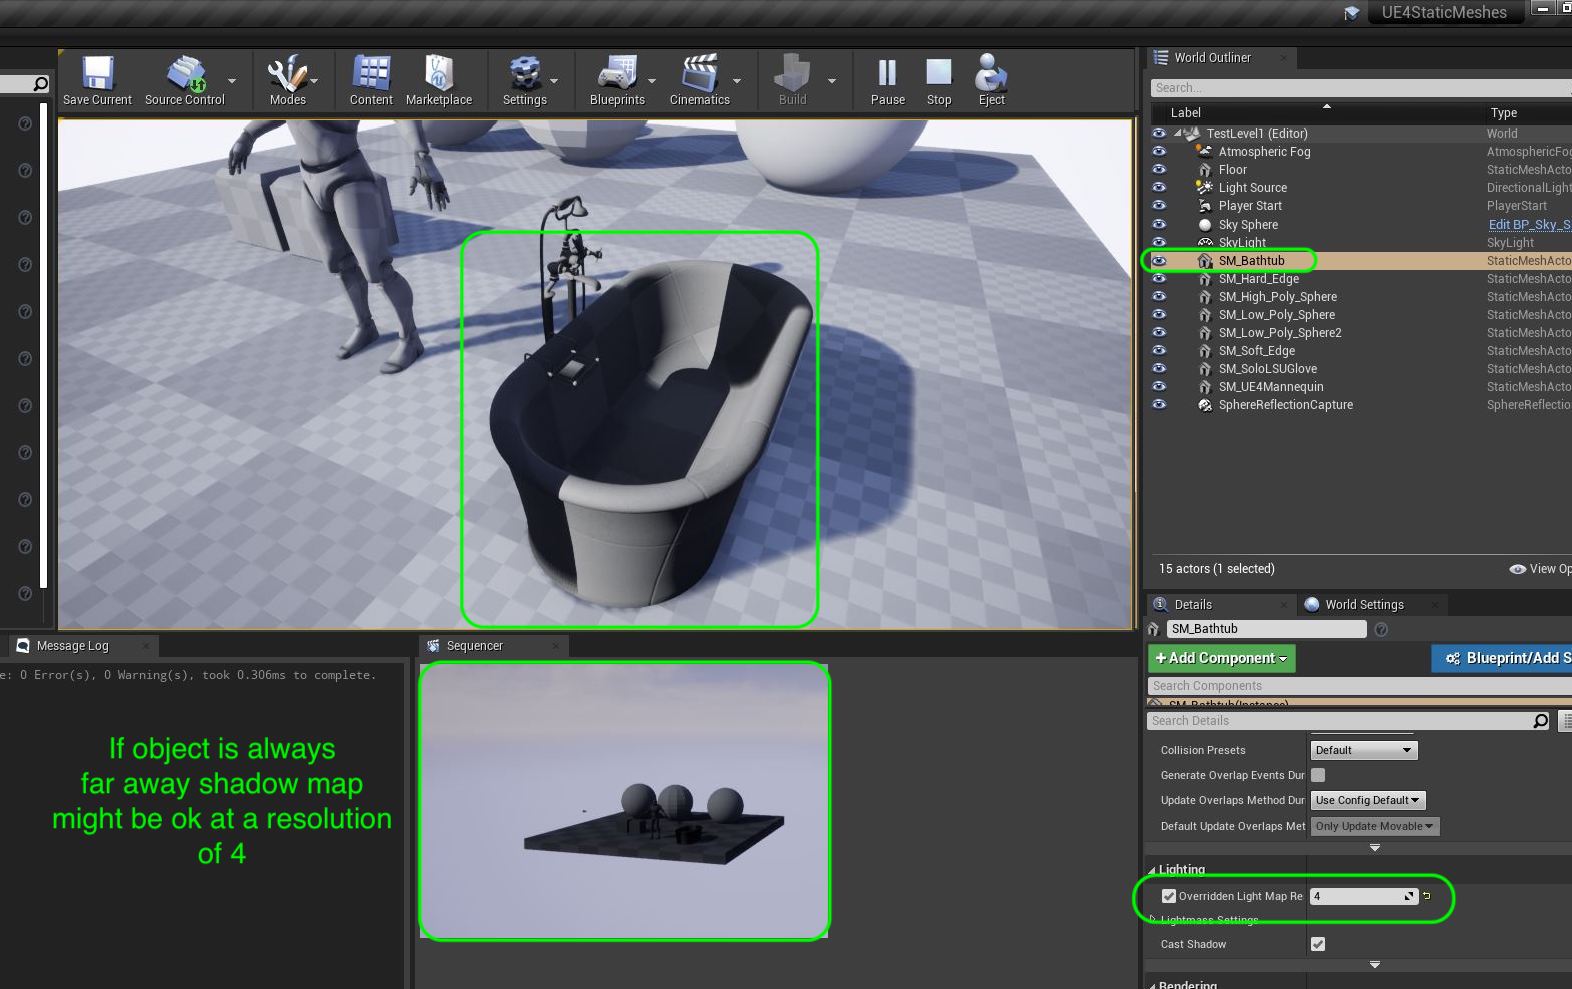 UE4StaticMeshes
Save Current
Source Control
Modes
Content
Marketplace
Settings
Blueprints
Cinematics
Build
Pause
Stop
Eject
World Outliner
Search...
Label Type
TestLevel1 (Editor) World
Atmospheric Fog AtmosphericFog
Floor StaticMeshActo
Light Source DirectionalLight
Player Start PlayerStart
Sky Sphere Edit BP_Sky_S
SkyLight SkyLight
SM_Bathtub StaticMeshActo
SM_Hard_Edge StaticMeshActo
SM_High_Poly_Sphere StaticMeshActo
SM_Low_Poly_Sphere StaticMeshActo
SM_Low_Poly_Sphere2 StaticMeshActo
SM_Soft_Edge StaticMeshActo
SM_SoloLSUGlove StaticMeshActo
SM_UE4Mannequin StaticMeshActo
SphereReflectionCapture SphereReflectio
15 actors (1 selected) View Op
Details
World Settings
SM_Bathtub
+Add Component
Blueprint/Add S
Search Components
SM_Bathtub(Instance)
Search Details
Collision Presets Default
Generate Overlap Events Dur
Update Overlaps Method Dur Use Config Default
Default Update Overlaps Met Only Update Movable
Lighting
Overridden Light Map Re 4
Lightmass Settings
Cast Shadow
Rendering
Message Log
e: 0 Error(s), 0 Warning(s), took 0.306ms to complete.
If object is always
far away shadow map
might be ok at a resolution
of 4
Sequencer